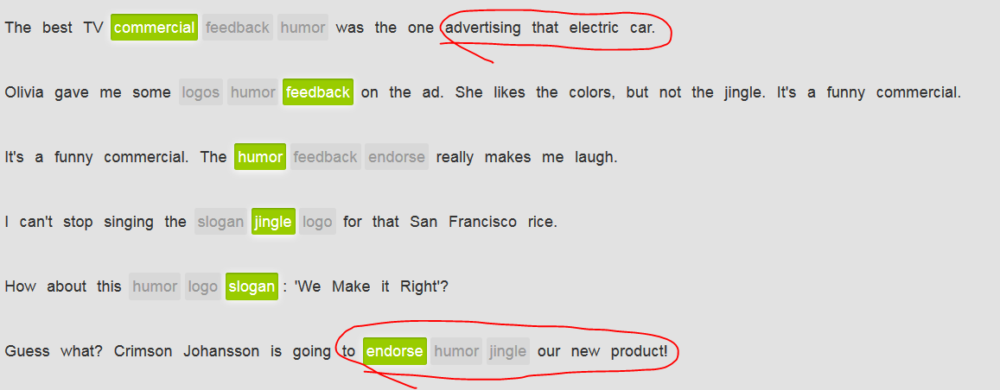 The best TV commercial feedback humor was the one advertising that electric car.
Olivia gave me some logos humor feedback on the ad. She likes the colors, but not the jingle. It's a funny commercial.
It's a funny commercial. The humor feedback endorse really makes me laugh.
I can't stop singing the slogan jingle logo for that San Francisco rice.
How about this humor logo slogan : 'We Make it Right'?
Guess what? Crimson Johansson is going to endorse humor jingle our new product!